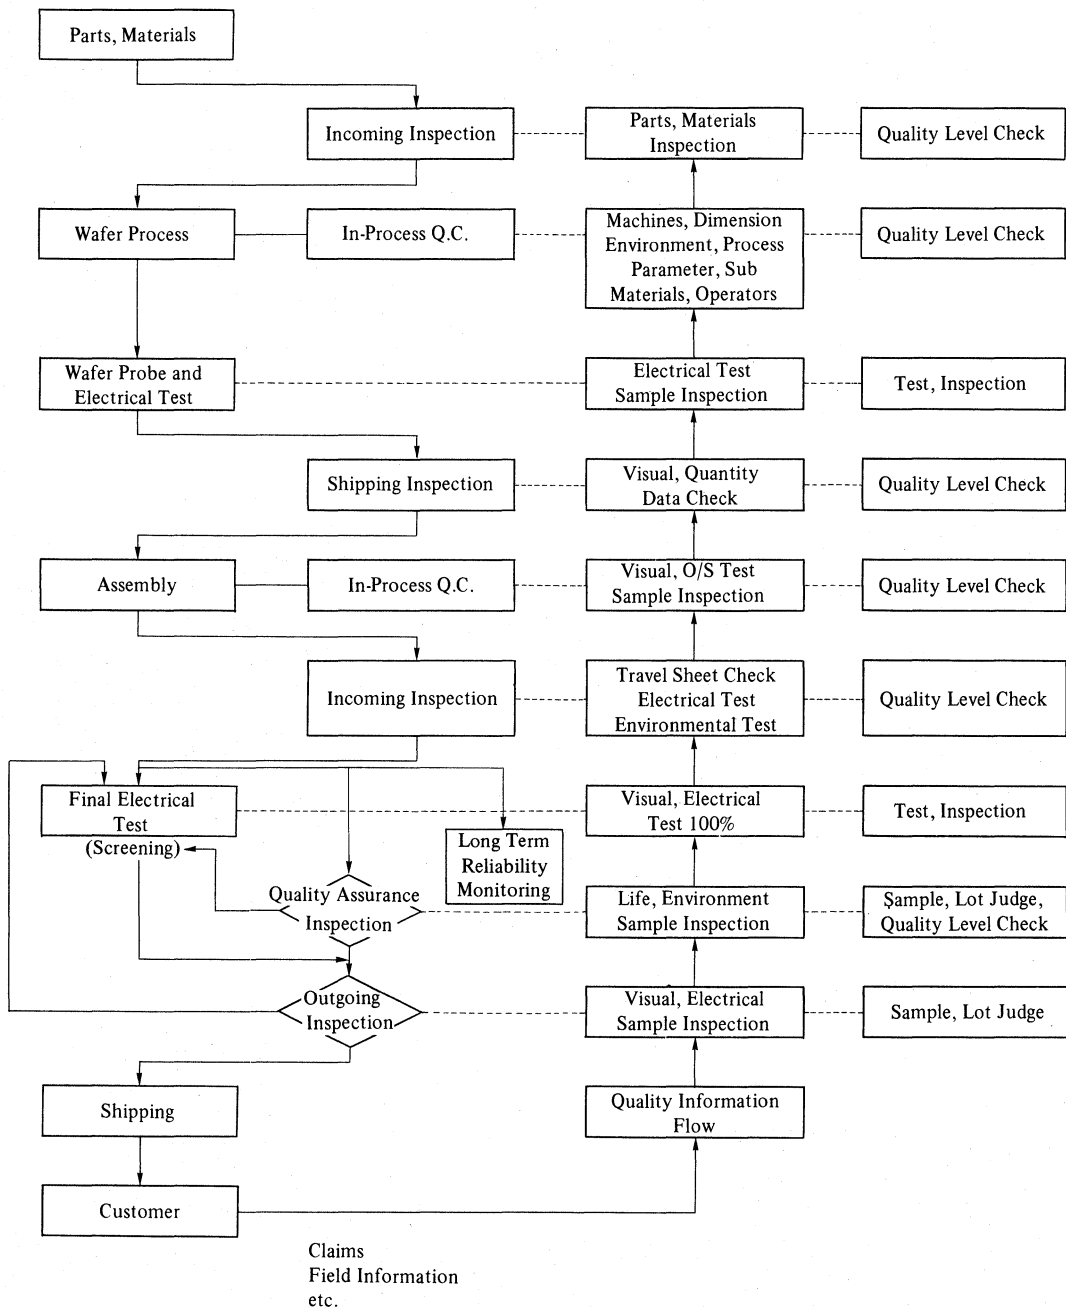 Parts, Materials
Incoming Inspection
Parts, Materials
Inspection
Quality Level Check
Wafer Process
In-Process Q.C.
Machines, Dimension
Environment, Process
Parameter, Sub
Materials, Operators
Quality Level Check
Wafer Probe and
Electrical Test
Electrical Test
Sample Inspection
Test, Inspection
Shipping Inspection
Visual, Quantity
Data Check
Quality Level Check
Assembly
In-Process Q.C.
Visual, O/S Test
Sample Inspection
Quality Level Check
Incoming Inspection
Travel Sheet Check
Electrical Test
Environmental Test
Quality Level Check
Final Electrical
Test
(Screening)
Visual, Electrical
Test 100%
Test, Inspection
Long Term
Reliability
Monitoring
Quality Assurance
Inspection
Life, Environment
Sample Inspection
Sample, Lot Judge,
Quality Level Check
Outgoing
Inspection
Visual, Electrical
Sample Inspection
Sample, Lot Judge
Shipping
Quality Information
Flow
Customer
Claims
Field Information
etc.